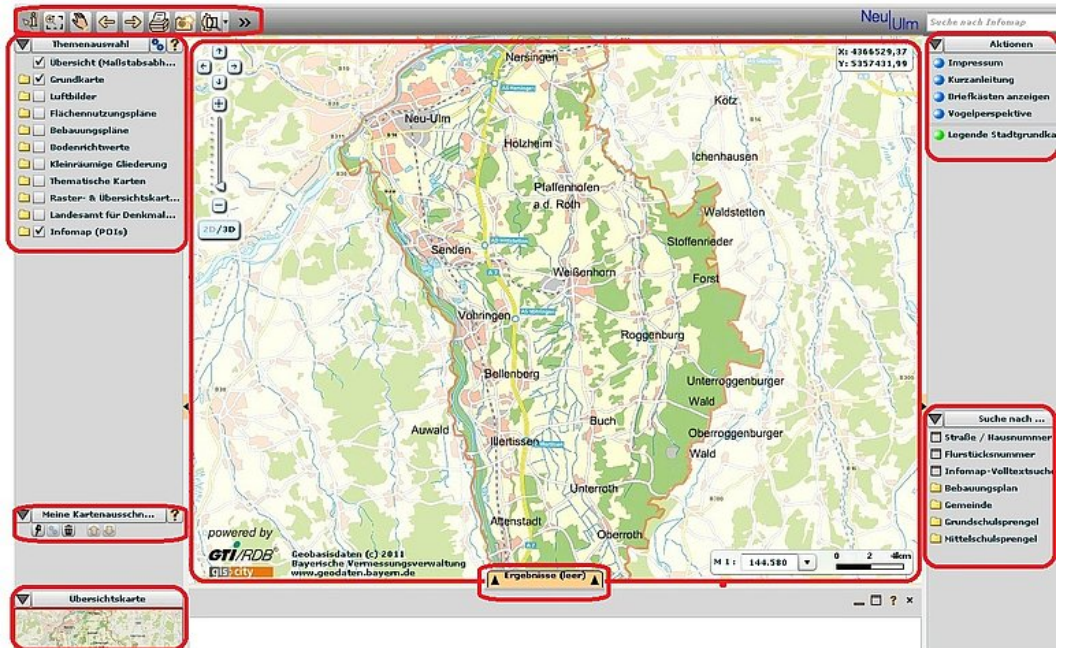 Neu Ulm
Suche nach Infomap
Themenauswahl
?
Übersicht (Maßstabsabh...
Grundkarte
Luftbilder
Flächennutzungspläne
Bebauungspläne
Bodenrichtwerte
Kleinräumige Gliederung
Thematische Karten
Raster- & Übersichtskart...
Landesamt für Denkmal...
Infomap (POIs)
Meine Kartenausschn...
?
Übersichtskarte
2D/3D
X: 4366529,37
Y: 5357431,99
Nersingen
Neu-Ulm
Kötz
Holzheim
Ichenhausen
Pfaffenhofen
a.d. Roth
Waldstetten
Senden
Stoffenrieder
Forst
Weißenhorn
A7
Vöhringen
Roggenburg
Bellenberg
Unterroggenburger
Wald
Buch
Auwald
Oberroggenburger
Wald
Illertissen
Unterroth
Altenstadt
Oberroth
A7
powered by
GTI/RDB
gis city
Geobasisdaten (c) 2011
Bayerische Vermessungsverwaltung
www.geodaten.bayern.de
M 1 : 144.580
0 2 4km
Ergebnisse (leer)
?
Aktionen
Impressum
Kurzanleitung
Briefkästen anzeigen
Vogelperspektive
Legende Stadtgrundka
Suche nach ...
Straße / Hausnummer
Flurstücksnummer
Infomap-Volltextsuche
Bebauungsplan
Gemeinde
Grundschulsprengel
Mittelschulsprengel